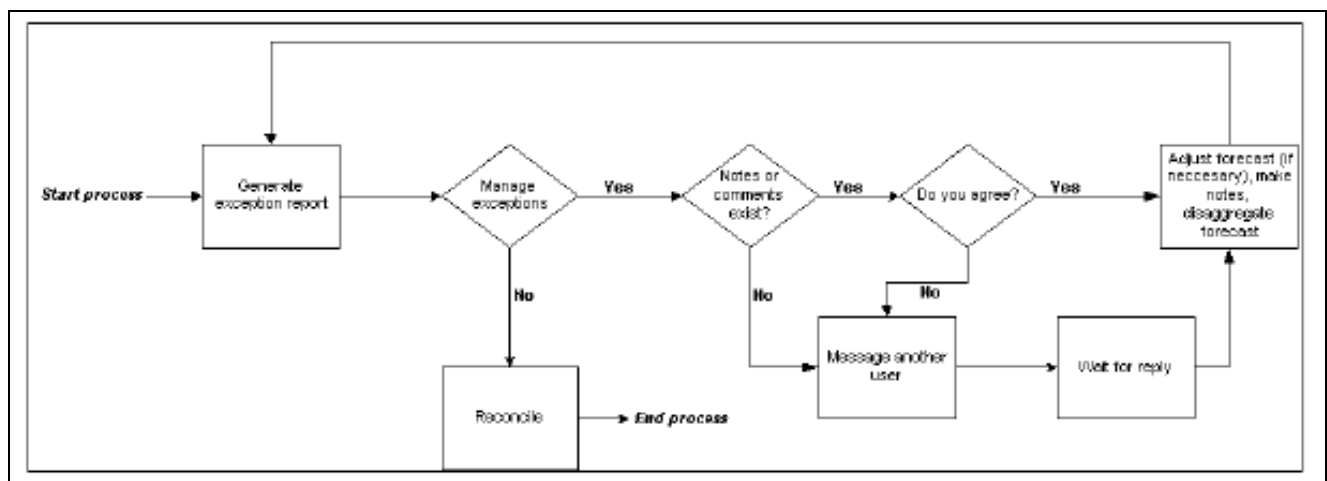 Start process
Generate
exception report
Manage
exceptions
Yes
Notes or
comments
exist?
Yes
Do you agree?
Yes
Adjust forecast (if
neccesary), make
notes,
disaggregate
forecast
No
No
No
Message another
user
Wait for reply
Reconcile
End process